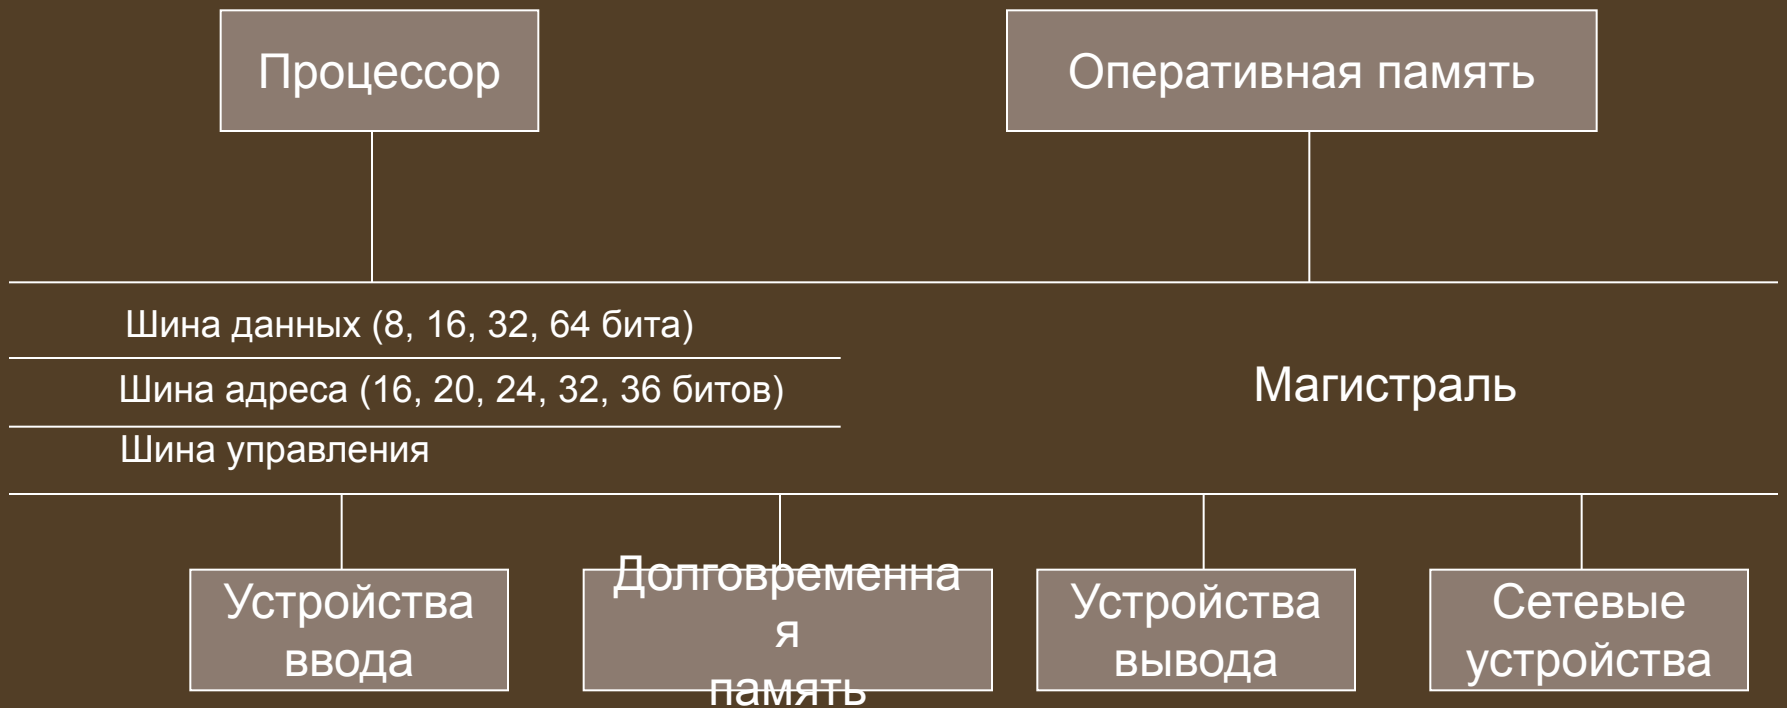 Процессор
Оперативная память
Шина данных (8, 16, 32, 64 бита)
Шина адреса (16, 20, 24, 32, 36 битов)
Шина управления
Магистраль
Устройства
ввода
Долговременна
я
память
Устройства
вывода
Сетевые
устройства